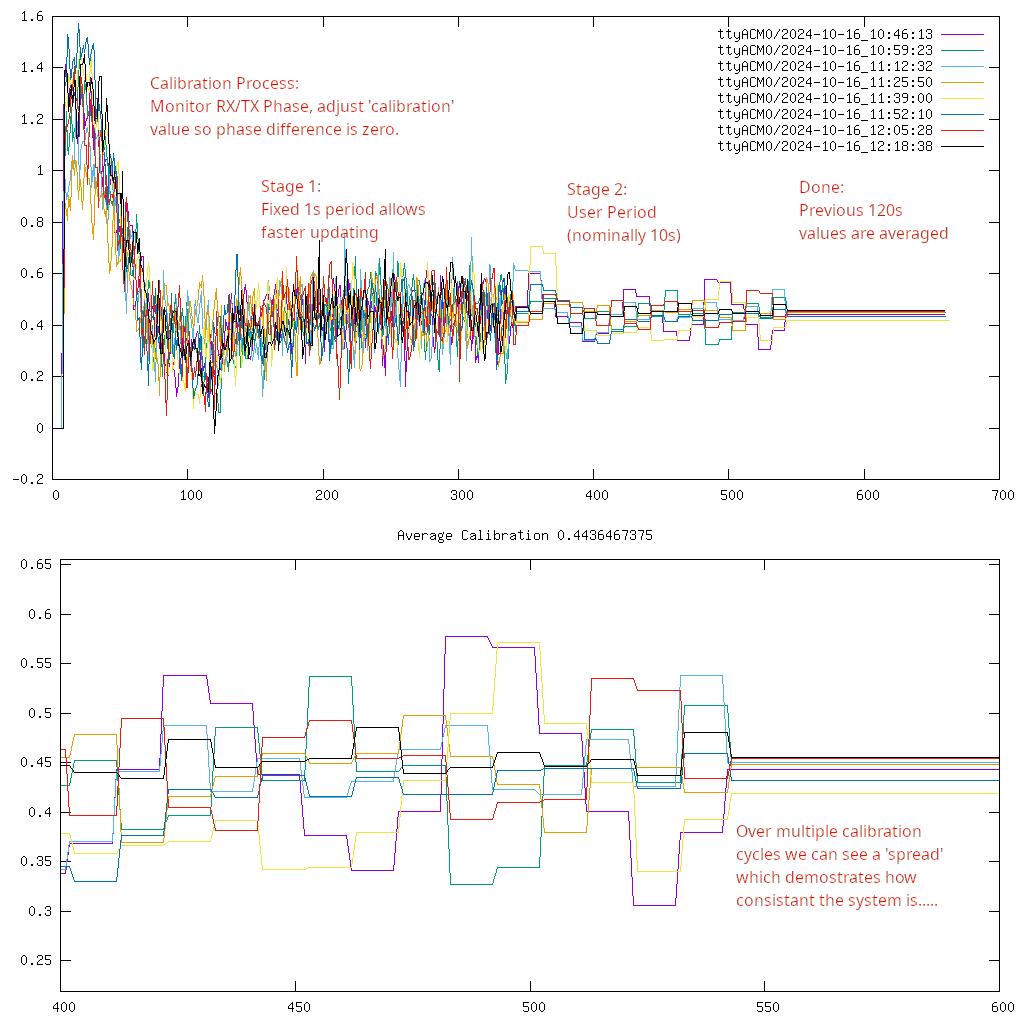 1.6
1.4
1.2
1
0.8
0.6
0.4
0.2
0
-0.2
0 100 200 300 400 500 600 700
ttyACM0/2024-10-16_10:46:13
ttyACM0/2024-10-16_10:59:23
ttyACM0/2024-10-16_11:12:32
ttyACM0/2024-10-16_11:25:50
ttyACM0/2024-10-16_11:39:00
ttyACM0/2024-10-16_11:52:10
ttyACM0/2024-10-16_12:05:28
ttyACM0/2024-10-16_12:18:38
Calibration Process:
Monitor RX/TX Phase, adjust 'calibration'
value so phase difference is zero.
Stage 1:
Fixed 1s period allows
faster updating
Stage 2:
User Period
(nominally 10s)
Done:
Previous 120s
values are averaged
Average Calibration 0.4436467375
0.65
0.6
0.55
0.5
0.45
0.4
0.35
0.3
0.25
400 450 500 550 600
Over multiple calibration
cycles we can see a 'spread'
which demostrates how
consistant the system is.....